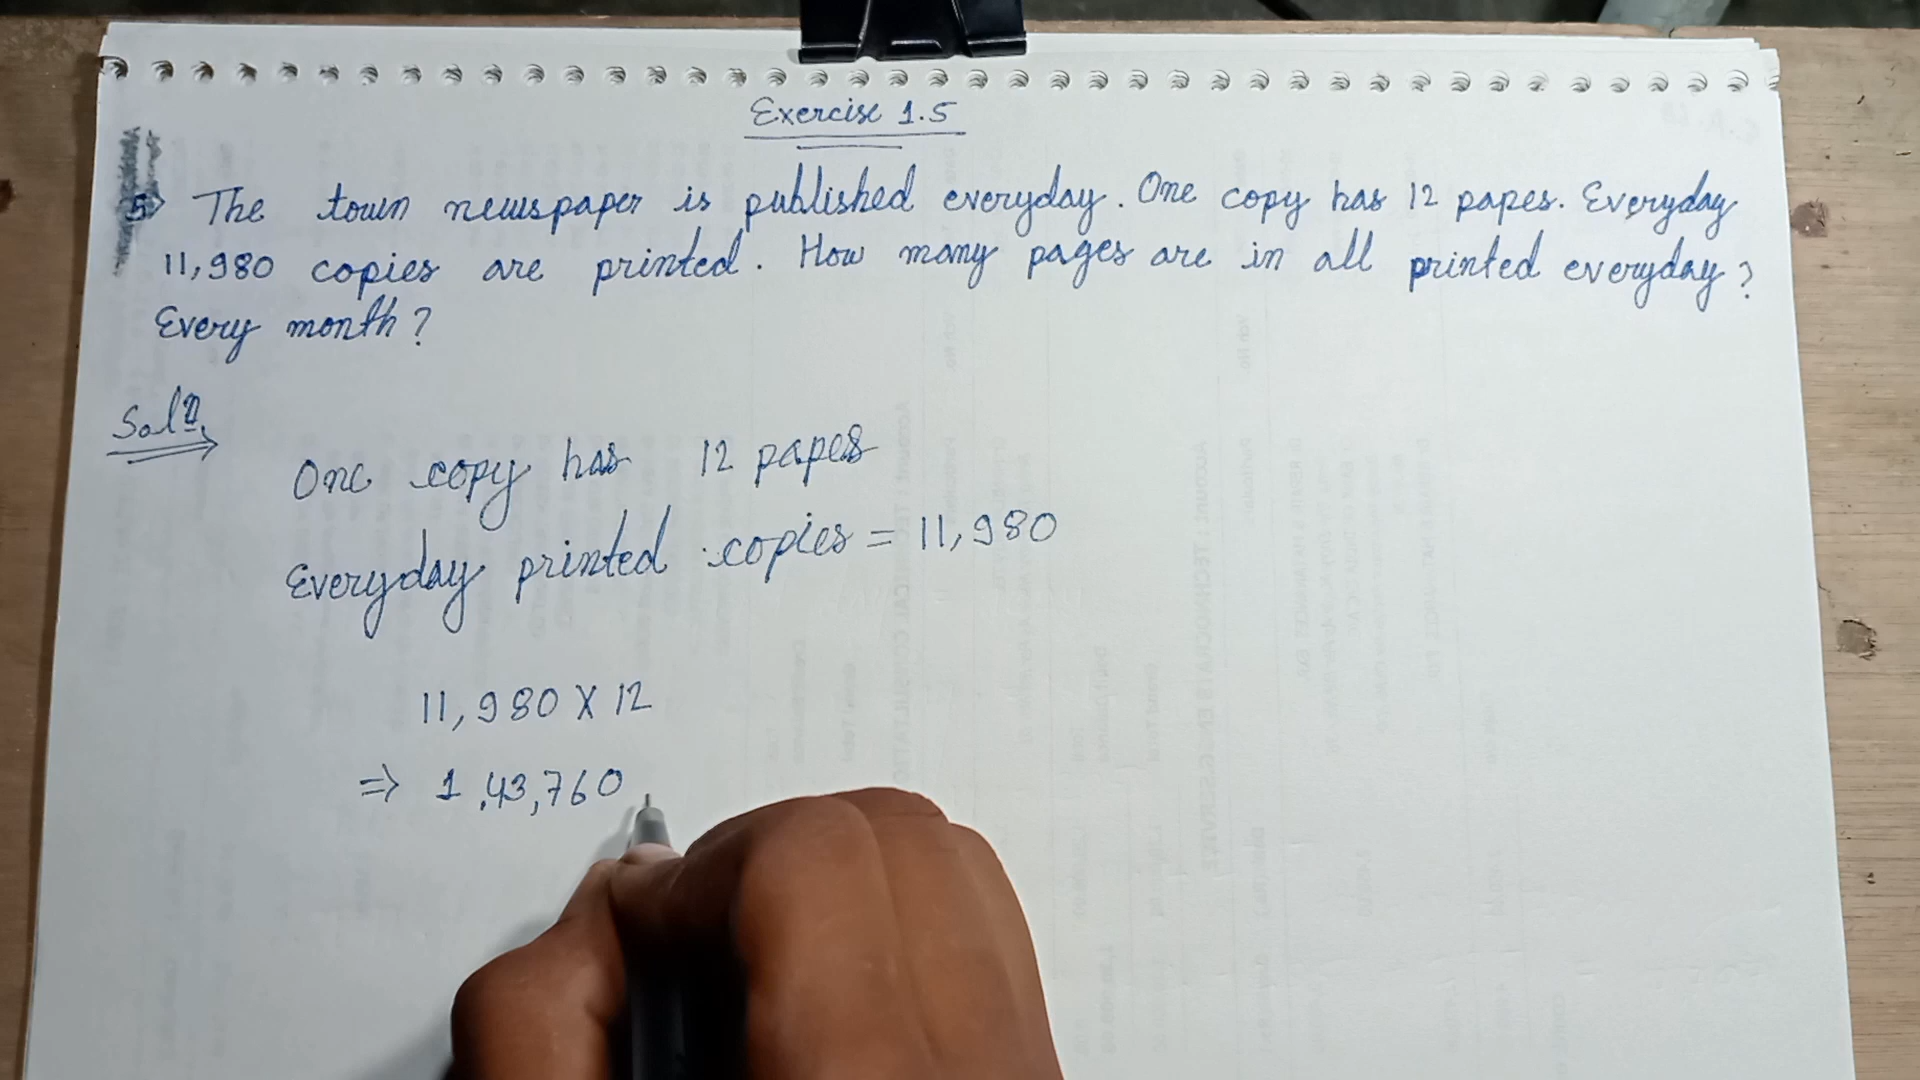 Exercise 1.5
5 The town newspaper is published everyday. One copy has 12 papes. Everyday
11,980 copies are printed. How many pages are in all printed everyday?
Every month?
Solⁿ
One copy has 12 papes
Everyday printed copies = 11,980
11,980 X 12
⇒ 1,43,760